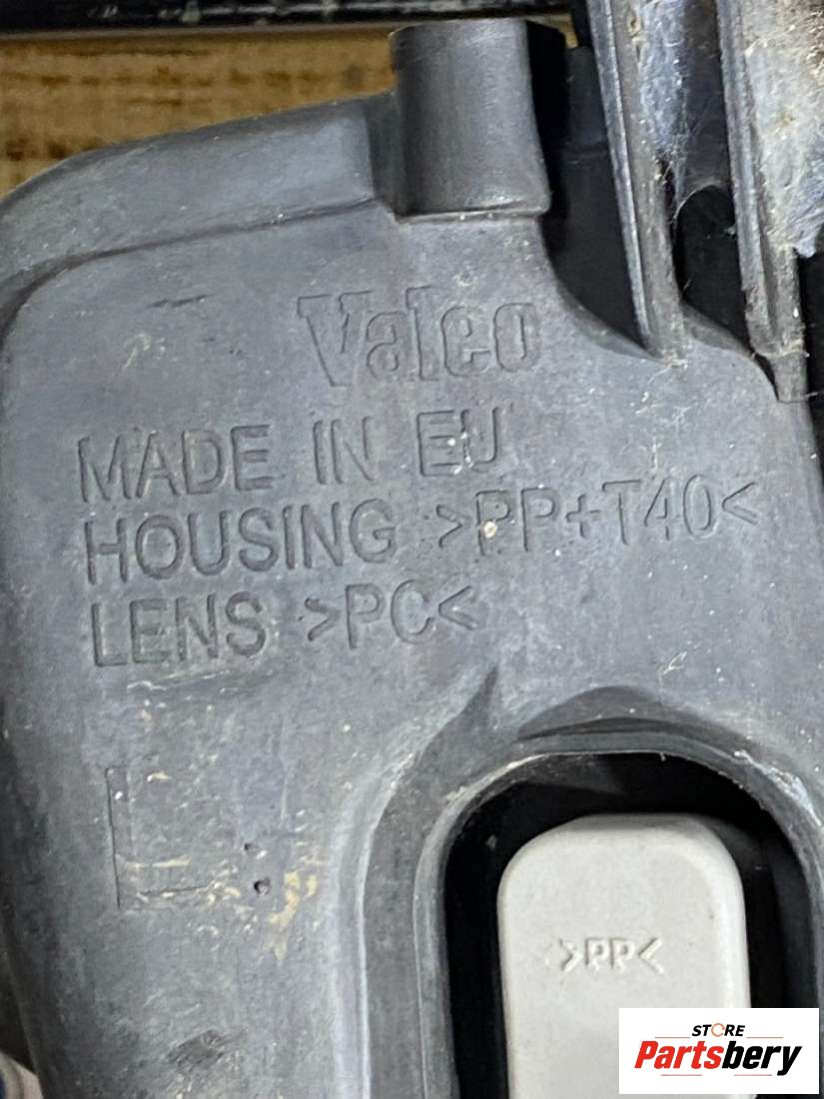 Valeo
MADE IN EU
HOUSING >PP+T40<
LENS >PC<
>PP<
STORE
Partsbery